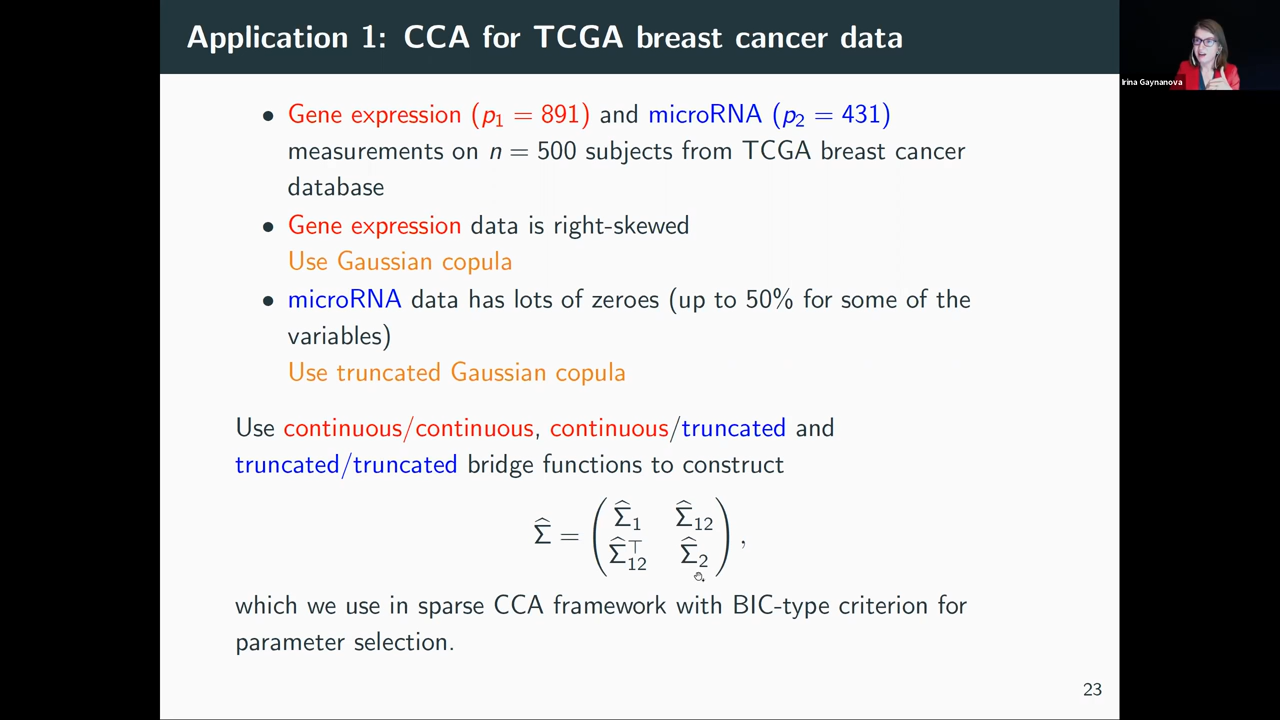 Application 1: CCA for TCGA breast cancer data
Irina Gaynanova
• Gene expression (p₁ = 891) and microRNA (p₂ = 431)
measurements on n = 500 subjects from TCGA breast cancer
database
• Gene expression data is right-skewed
Use Gaussian copula
• microRNA data has lots of zeroes (up to 50% for some of the
variables)
Use truncated Gaussian copula
Use continuous/continuous, continuous/truncated and
truncated/truncated bridge functions to construct
Σ̂ = ( Σ̂₁ Σ̂₁₂
Σ̂₁₂⊤ Σ̂₂ ) ,
which we use in sparse CCA framework with BIC-type criterion for
parameter selection.
23